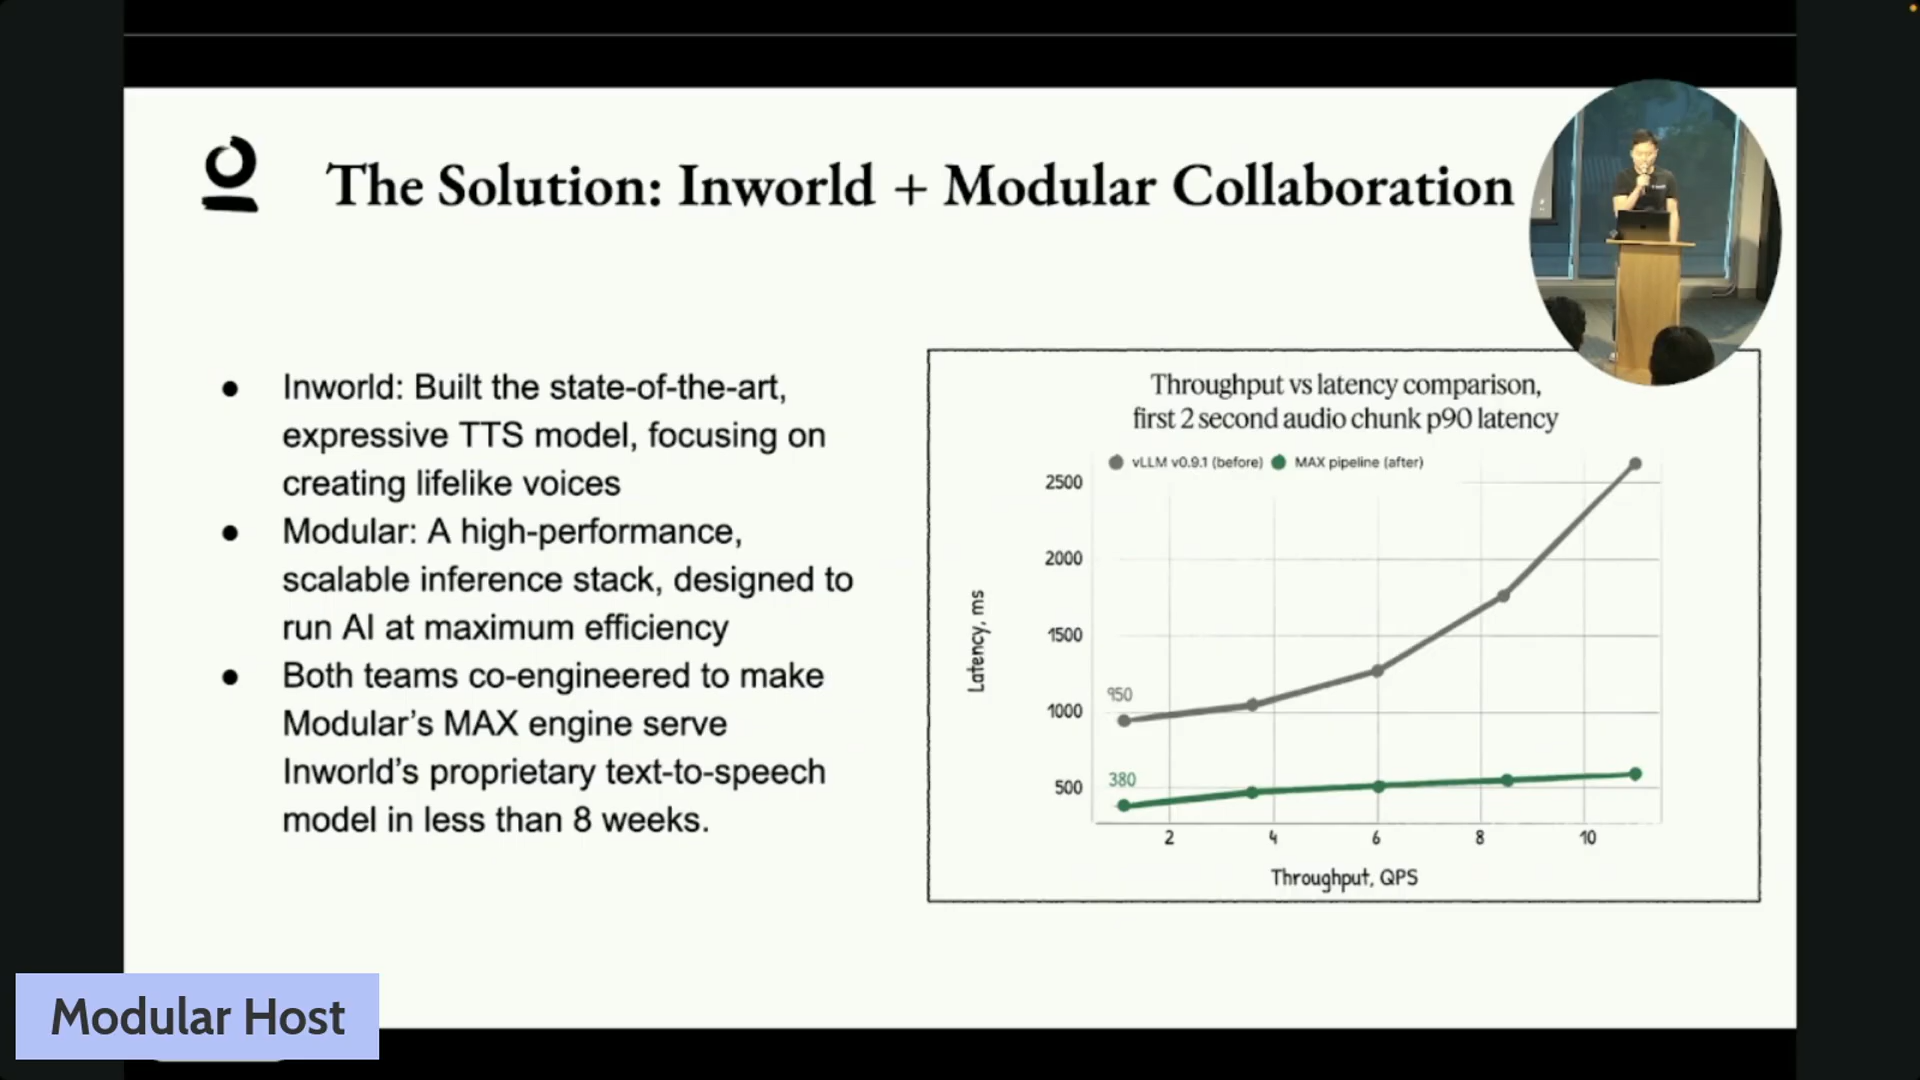 The Solution: Inworld + Modular Collaboration
● Inworld: Built the state-of-the-art,
expressive TTS model, focusing on
creating lifelike voices
● Modular: A high-performance,
scalable inference stack, designed to
run AI at maximum efficiency
● Both teams co-engineered to make
Modular’s MAX engine serve
Inworld’s proprietary text-to-speech
model in less than 8 weeks.
Throughput vs latency comparison,
first 2 second audio chunk p90 latency
vLLM v0.9.1 (before) MAX pipeline (after)
2500
2000
1500
1000
500
Latency, ms
950
380
2 4 6 8 10
Throughput, QPS
Modular Host